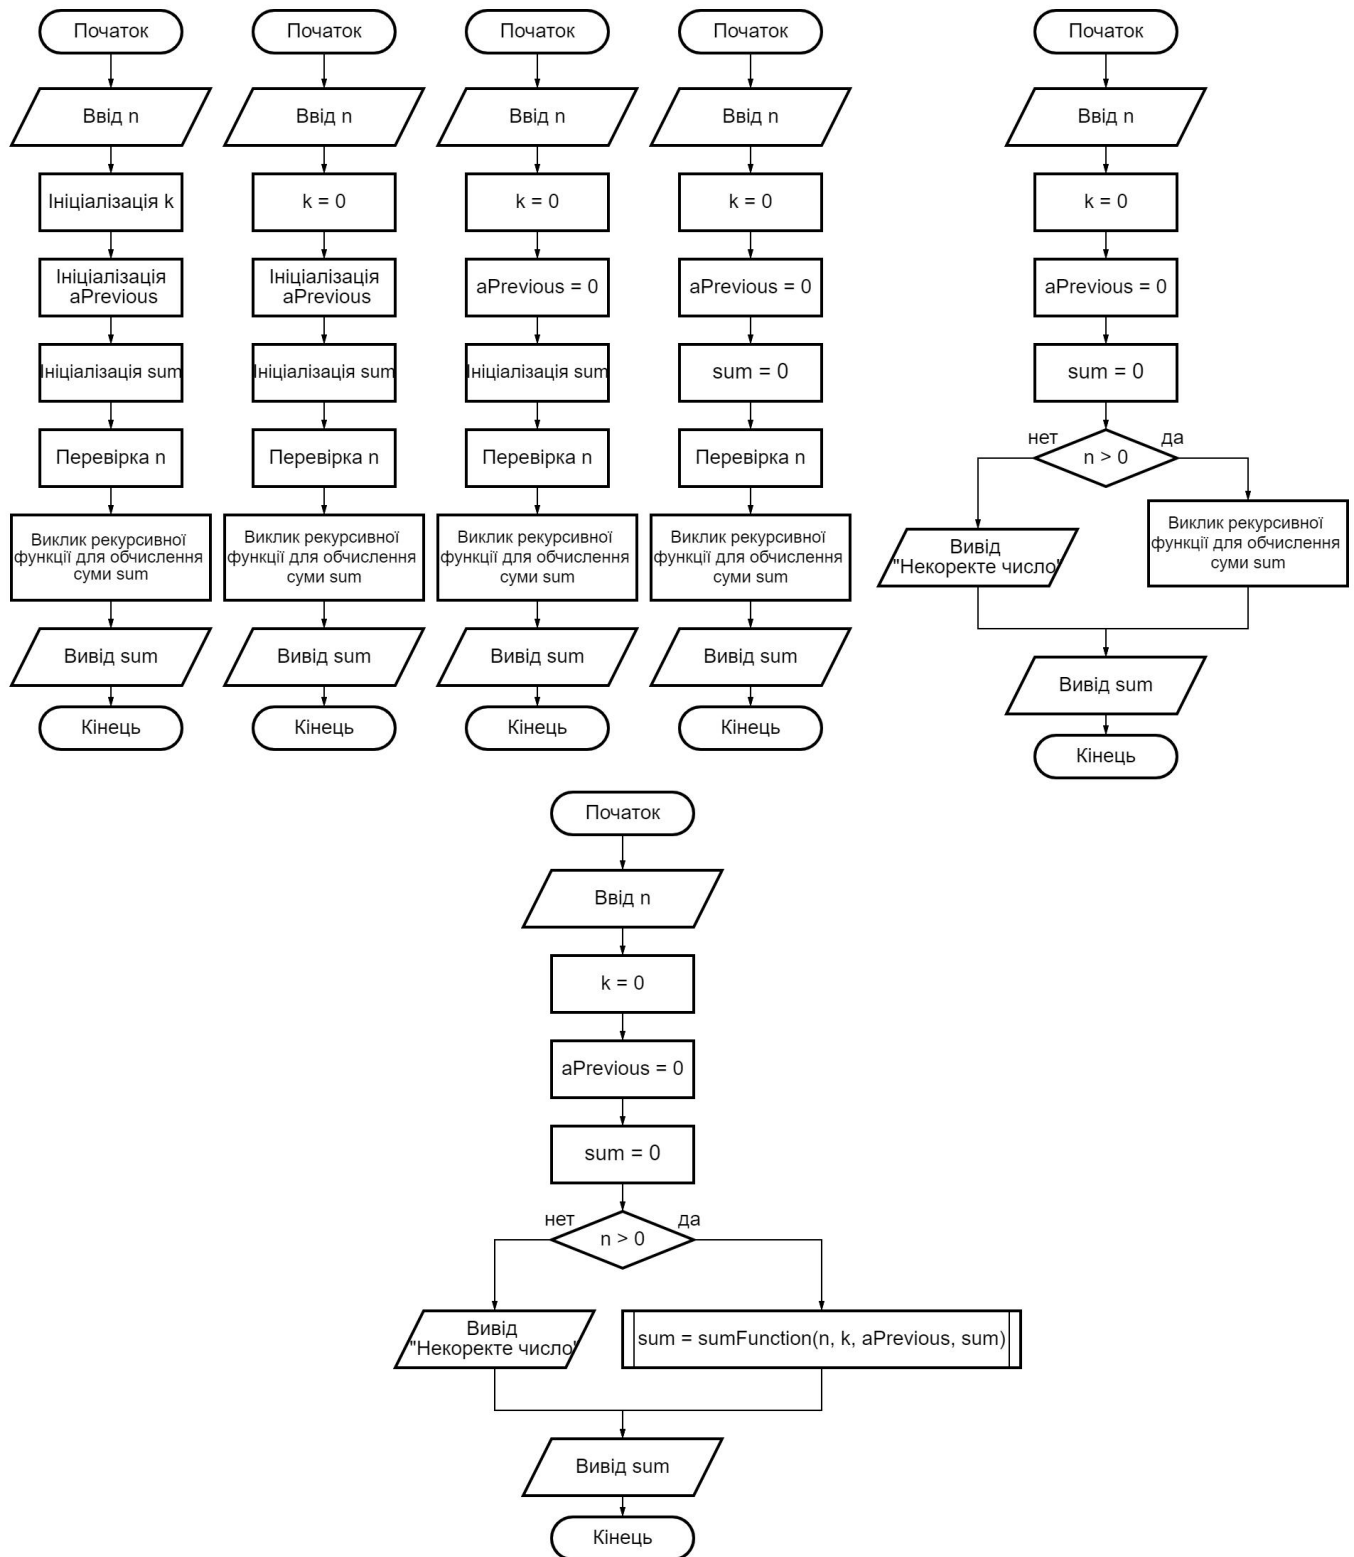 Початок
Ввід n
Ініціалізація k
Ініціалізація
aPrevious
Ініціалізація sum
Перевірка n
Виклик рекурсивної
функції для обчислення
суми sum
Вивід sum
Кінець
Початок
Ввід n
k = 0
Ініціалізація
aPrevious
Ініціалізація sum
Перевірка n
Виклик рекурсивної
функції для обчислення
суми sum
Вивід sum
Кінець
Початок
Ввід n
k = 0
aPrevious = 0
Ініціалізація sum
Перевірка n
Виклик рекурсивної
функції для обчислення
суми sum
Вивід sum
Кінець
Початок
Ввід n
k = 0
aPrevious = 0
sum = 0
Перевірка n
Виклик рекурсивної
функції для обчислення
суми sum
Вивід sum
Кінець
Початок
Ввід n
k = 0
aPrevious = 0
sum = 0
нет
да
n > 0
Вивід
"Некоректе число"
Виклик рекурсивної
функції для обчислення
суми sum
Вивід sum
Кінець
Початок
Ввід n
k = 0
aPrevious = 0
sum = 0
нет
да
n > 0
Вивід
"Некоректе число"
sum = sumFunction(n, k, aPrevious, sum)
Вивід sum
Кінець